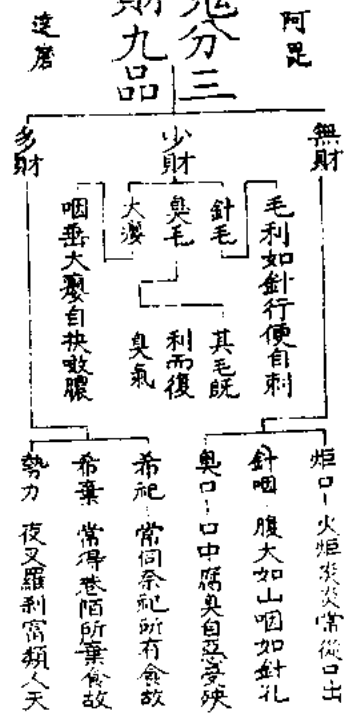 阿毘
鬼分三
財九品
達磨
無財
少財
多財
毛利如針行便自刺
針毛
臭毛
大癭
咽垂大癭自抉噉膿
其毛既
利而復
臭氣
炬口-火炬炎炎常從口出
針咽-腹大如山咽如針孔
臭口-口中腐臭自惡受殃
希祀-常伺祭祀所有食故
希棄 常得巷陌所棄食故
勢力 夜叉羅剎富類人天